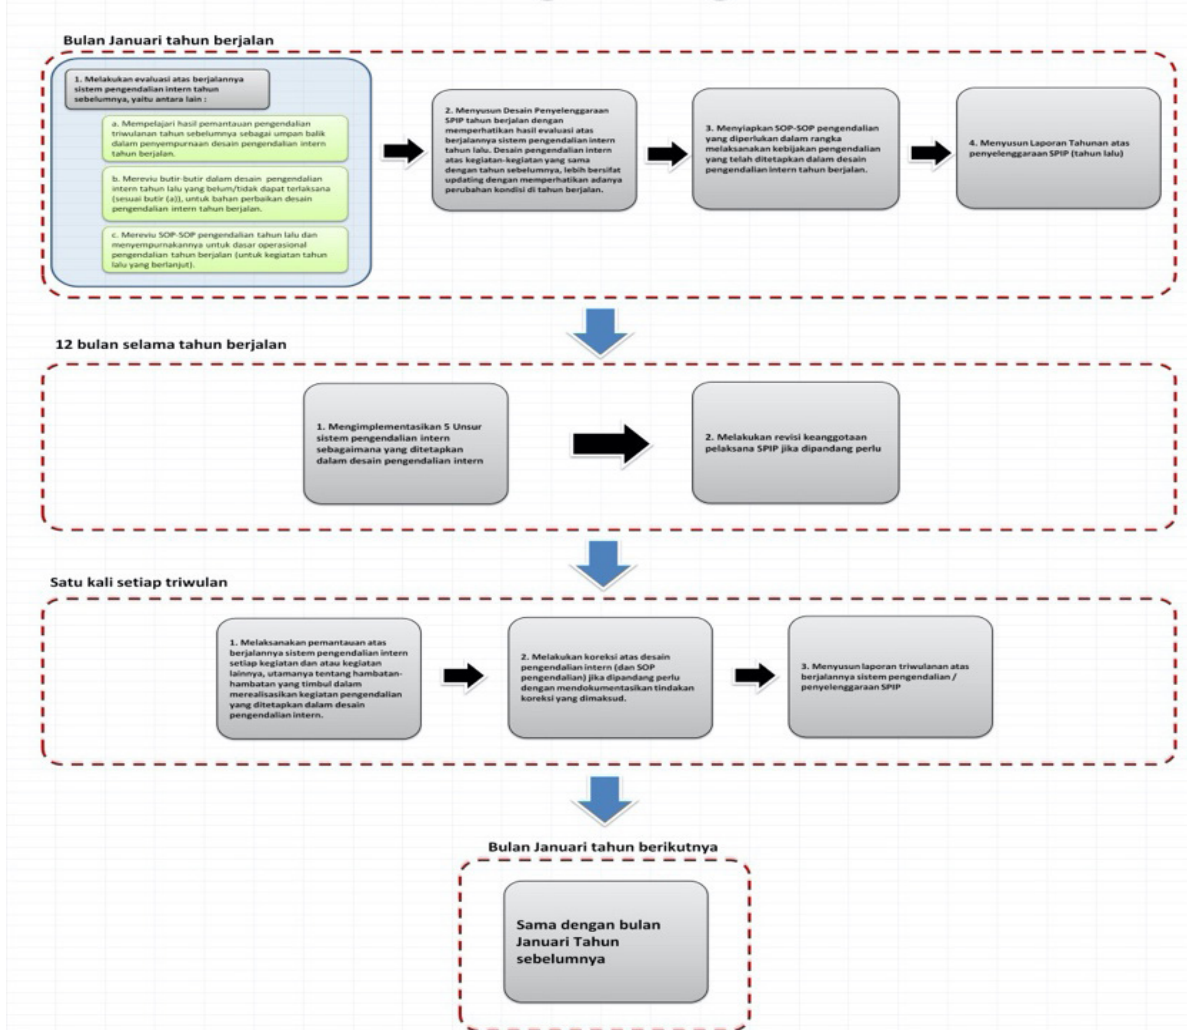 Bulan Januari tahun berjalan
1. Melakukan evaluasi atas berjalannya
sistem pengendalian intern tahun
sebelumnya, yaitu antara lain :
a. Mempelajari hasil pemantauan pengendalian
triwulanan tahun sebelumnya sebagai umpan balik
dalam penyempurnaan desain pengendalian intern
tahun berjalan.
b. Mereviu butir-butir dalam desain pengendalian
intern tahun lalu yang belum/tidak dapat terlaksana
(sesuai butir (a)), untuk bahan perbaikan desain
pengendalian intern tahun berjalan.
c. Mereviu SOP-SOP pengendalian tahun lalu dan
menyempurnakannya untuk dasar operasional
pengendalian tahun berjalan (untuk kegiatan tahun
lalu yang berlanjut).
2. Menyusun Desain Penyelenggaraan
SPIP tahun berjalan dengan
memperhatikan hasil evaluasi atas
berjalannya sistem pengendalian intern
tahun lalu. Desain pengendalian intern
atas kegiatan-kegiatan yang sama
dengan tahun sebelumnya, lebih bersifat
updating dengan memperhatikan adanya
perubahan kondisi di tahun berjalan.
3. Menyiapkan SOP-SOP pengendalian
yang diperlukan dalam rangka
melaksanakan kebijakan pengendalian
yang telah ditetapkan dalam desain
pengendalian intern tahun berjalan.
4. Menyusun Laporan Tahunan atas
penyelenggaraan SPIP (tahun lalu)
12 bulan selama tahun berjalan
1. Mengimplementasikan 5 Unsur
sistem pengendalian intern
sebagaimana yang ditetapkan
dalam desain pengendalian intern
2. Melakukan revisi keanggotaan
pelaksana SPIP jika dipandang perlu
Satu kali setiap triwulan
1. Melaksanakan pemantauan atas
berjalannya sistem pengendalian intern
setiap kegiatan dan atau kegiatan
lainnya, utamanya tentang hambatan-
hambatan yang timbul dalam
merealisasikan kegiatan pengendalian
yang ditetapkan dalam desain
pengendalian intern.
2. Melakukan koreksi atas desain
pengendalian intern (dan SOP
pengendalian) jika dipandang perlu
dengan mendokumentasikan tindakan
koreksi yang dimaksud.
3. Menyusun laporan triwulanan atas
berjalannya sistem pengendalian /
penyelenggaraan SPIP
Bulan Januari tahun berikutnya
Sama dengan bulan
Januari Tahun
sebelumnya